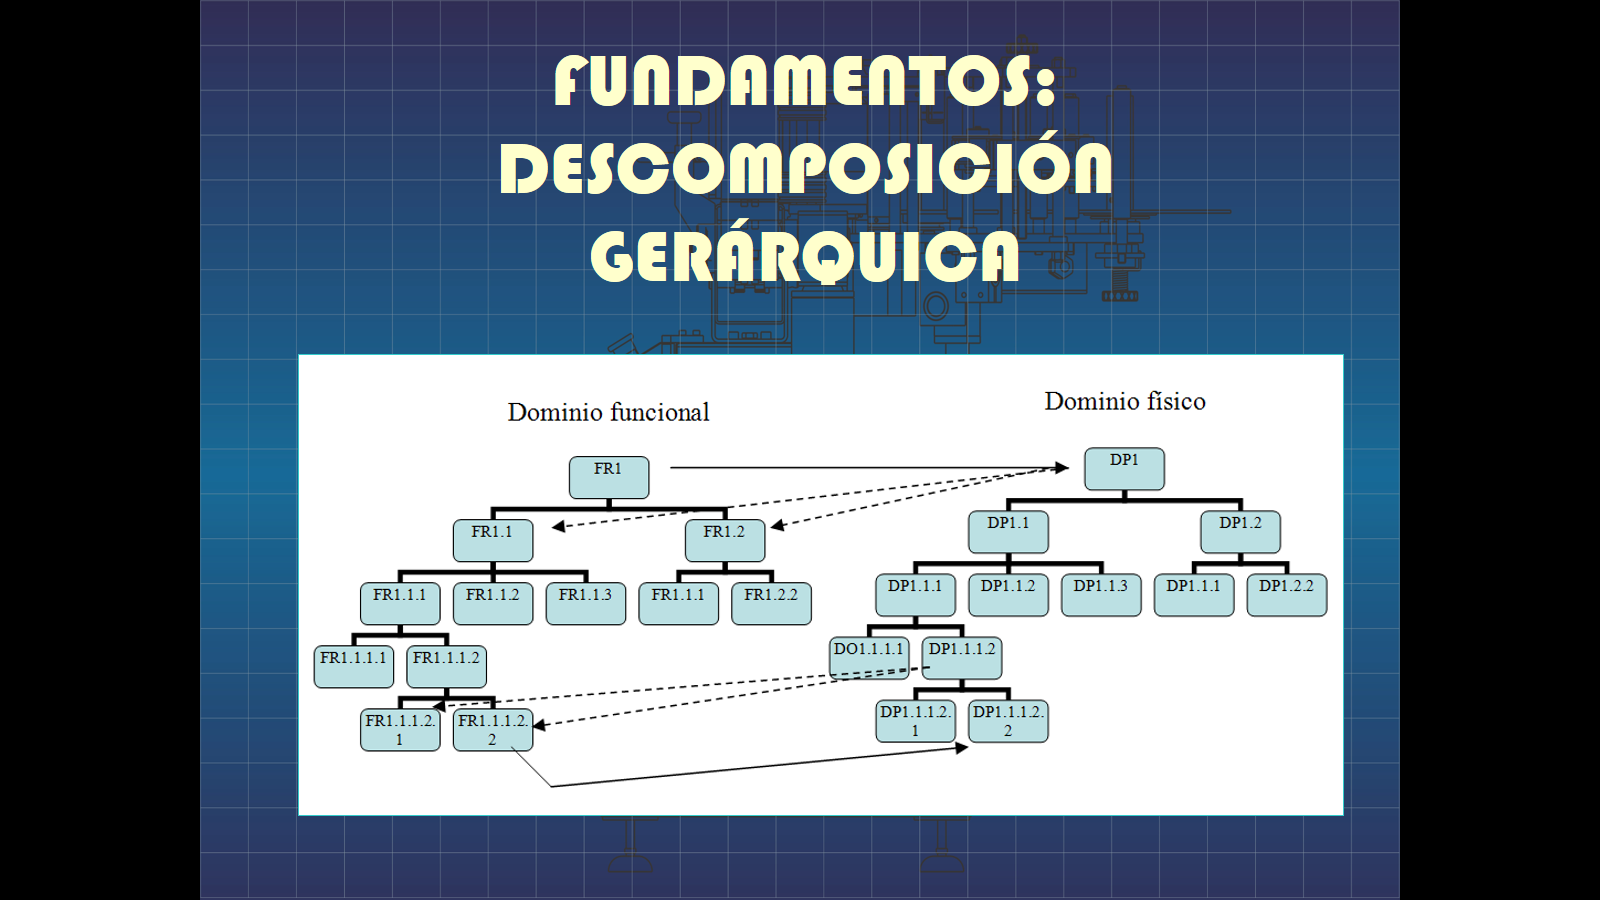 FUNDAMENTOS:
DESCOMPOSICIÓN
GERÁRQUICA
Dominio funcional
Dominio físico
FR1
DP1
FR1.1
FR1.2
DP1.1
DP1.2
FR1.1.1
FR1.1.2
FR1.1.3
FR1.1.1
FR1.2.2
DP1.1.1
DP1.1.2
DP1.1.3
DP1.1.1
DP1.2.2
FR1.1.1.1
FR1.1.1.2
DO1.1.1.1
DP1.1.1.2
FR1.1.1.2.
1
FR1.1.1.2.
2
DP1.1.1.2.
1
DP1.1.1.2.
2